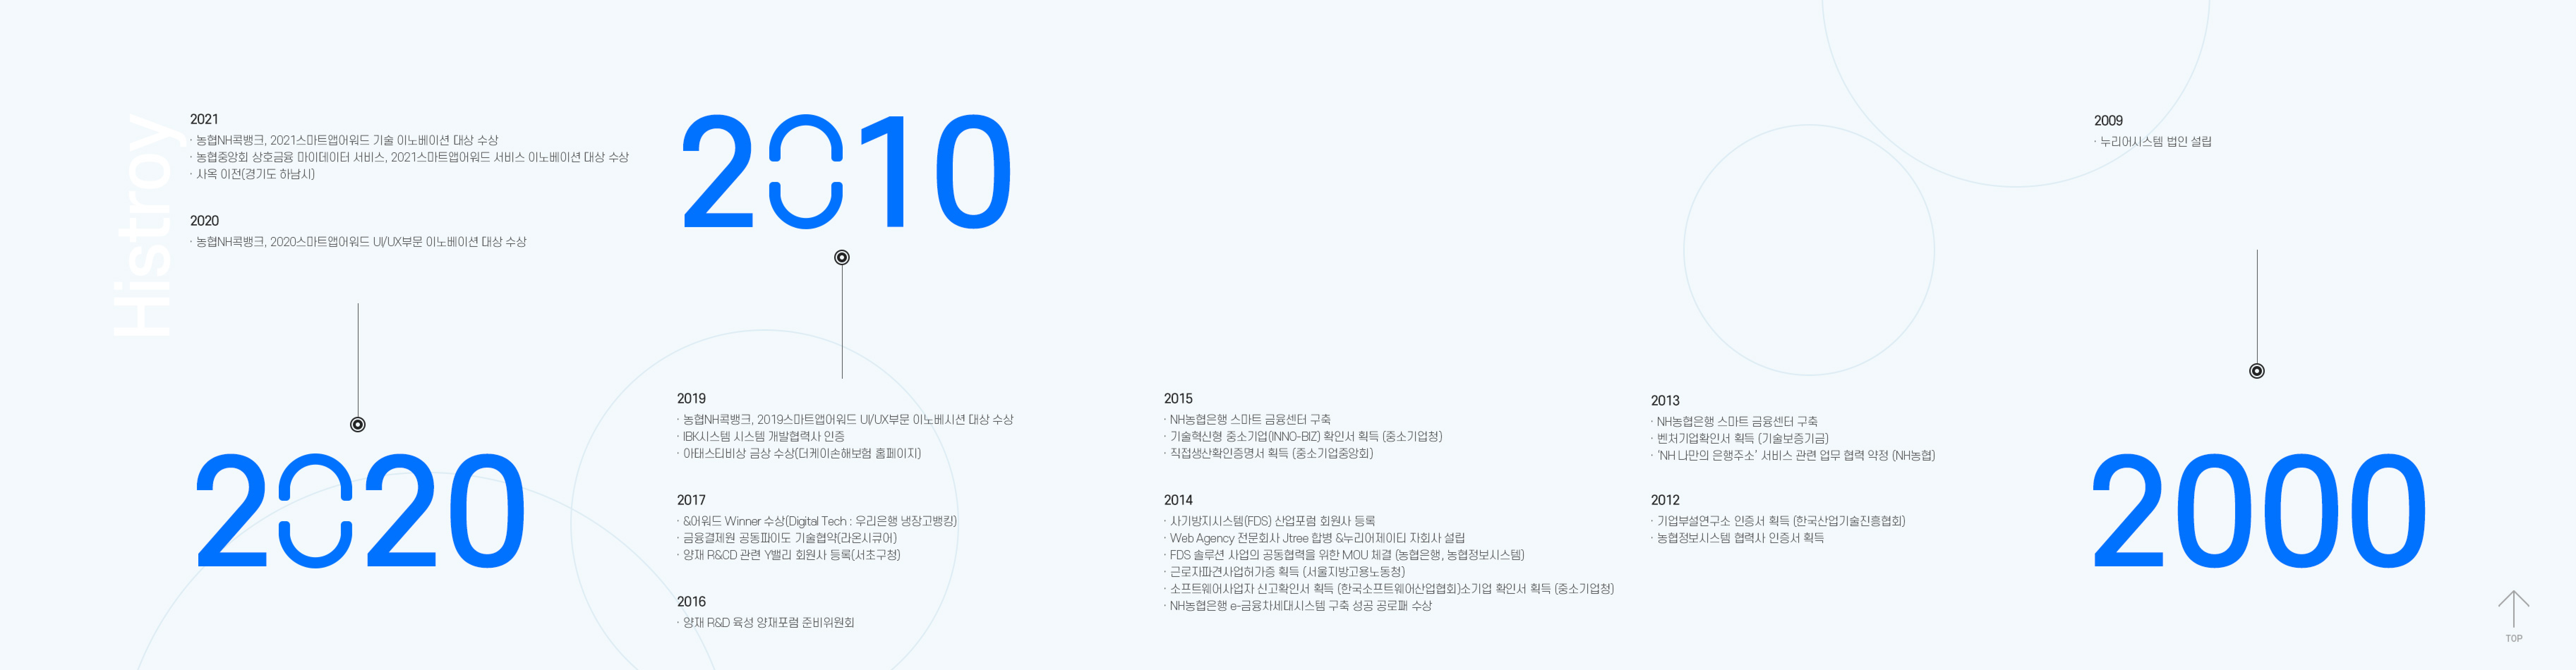 Histroy
2021
· 농협NH콕뱅크, 2021스마트앱어워드 기술 이노베이션 대상 수상
· 농협중앙회 상호금융 마이데이터 서비스, 2021스마트앱어워드 서비스 이노베이션 대상 수상
· 사옥 이전(경기도 하남시)
2020
· 농협NH콕뱅크, 2020스마트앱어워드 UI/UX부문 이노베이션 대상 수상
2020
2010
2019
· 농협NH콕뱅크, 2019스마트앱어워드 UI/UX부문 이노베시션 대상 수상
· IBK시스템 시스템 개발협력사 인증
· 아태스티비상 금상 수상(더케이손해보험 홈페이지)
2017
· &어워드 Winner 수상(Digital Tech : 우리은행 냉장고뱅킹)
· 금융결제원 공동파이도 기술협약(라온시큐어)
· 양재 R&CD 관련 Y밸리 회원사 등록(서초구청)
2016
· 양재 R&D 육성 양재포럼 준비위원회
2015
· NH농협은행 스마트 금융센터 구축
· 기술혁신형 중소기업(INNO-BIZ) 확인서 획득 (중소기업청)
· 직접생산확인증명서 획득 (중소기업중앙회)
2014
· 사기방지시스템(FDS) 산업포럼 회원사 등록
· Web Agency 전문회사 Jtree 합병 &누리어제이티 자회사 설립
· FDS 솔루션 사업의 공동협력을 위한 MOU 체결 (농협은행, 농협정보시스템)
· 근로자파견사업허가증 획득 (서울지방고용노동청)
· 소프트웨어사업자 신고확인서 획득 (한국소프트웨어산업협회)소기업 확인서 획득 (중소기업청)
· NH농협은행 e-금융차세대시스템 구축 성공 공로패 수상
2013
· NH농협은행 스마트 금융센터 구축
· 벤처기업확인서 획득 (기술보증기금)
· ‘NH 나만의 은행주소’ 서비스 관련 업무 협력 약정 (NH농협)
2012
· 기업부설연구소 인증서 획득 (한국산업기술진흥협회)
· 농협정보시스템 협력사 인증서 획득
2009
· 누리어시스템 법인 설립
2000
TOP